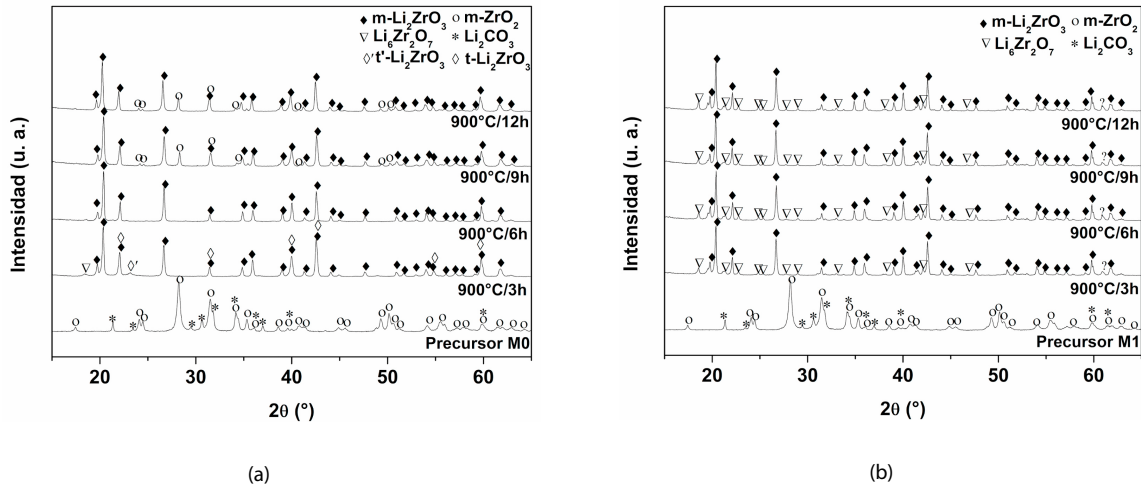 m-Li₂ZrO₃ m-ZrO₂
Li₆Zr₂O₇ Li₂CO₃
t'-Li₂ZrO₃ t-Li₂ZrO₃
900°C/12h
900°C/9h
900°C/6h
900°C/3h
Precursor M0
Intensidad (u. a.)
20 30 40 50 60
2θ (°)
(a)
m-Li₂ZrO₃ m-ZrO₂
Li₆Zr₂O₇ Li₂CO₃
900°C/12h
900°C/9h
900°C/6h
900°C/3h
Precursor M1
Intensidad (u. a.)
20 30 40 50 60
2θ (°)
(b)